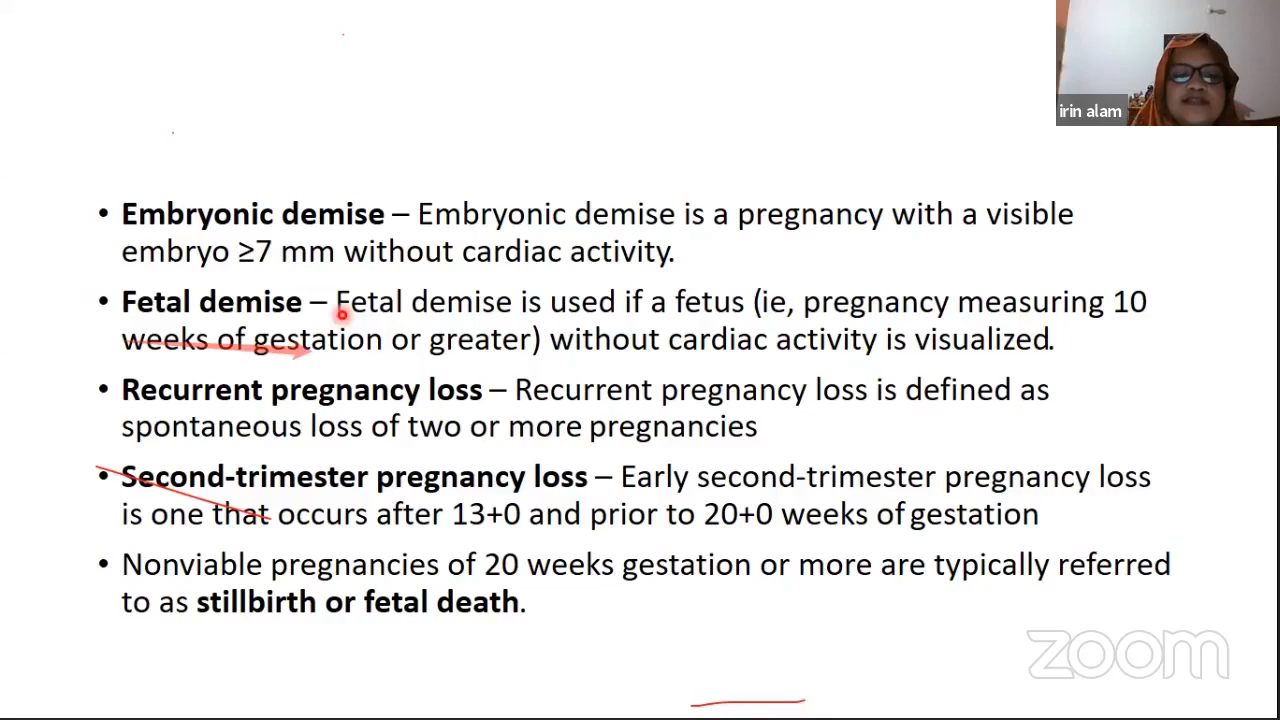 irin alam
• Embryonic demise – Embryonic demise is a pregnancy with a visible
embryo ≥7 mm without cardiac activity.
• Fetal demise – Fetal demise is used if a fetus (ie, pregnancy measuring 10
weeks of gestation or greater) without cardiac activity is visualized.
• Recurrent pregnancy loss – Recurrent pregnancy loss is defined as
spontaneous loss of two or more pregnancies
• Second-trimester pregnancy loss – Early second-trimester pregnancy loss
is one that occurs after 13+0 and prior to 20+0 weeks of gestation
• Nonviable pregnancies of 20 weeks gestation or more are typically referred
to as stillbirth or fetal death.
zoom